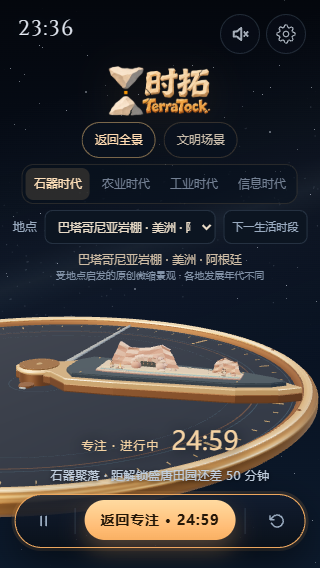 23:36
时拓
TerraTock
返回全景
文明场景
石器时代
农业时代
工业时代
信息时代
地点
巴塔哥尼亚岩棚 · 美洲 ·
下一生活时段
巴塔哥尼亚岩棚 · 美洲 · 阿根廷
受地点启发的原创微缩景观 · 各地发展年代不同
专注 · 进行中 24:59
石器聚落 · 距解锁盛唐田园还差 50 分钟
返回专注 • 24:59